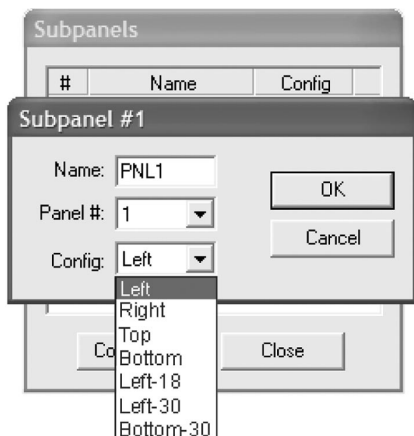 Subpanels
# Name Config
Subpanel #1
Name: PNL1
OK
Panel #: 1
Cancel
Config: Left
Left
Right
Top
Bottom
Left-18
Left-30
Bottom-30
Co
Close